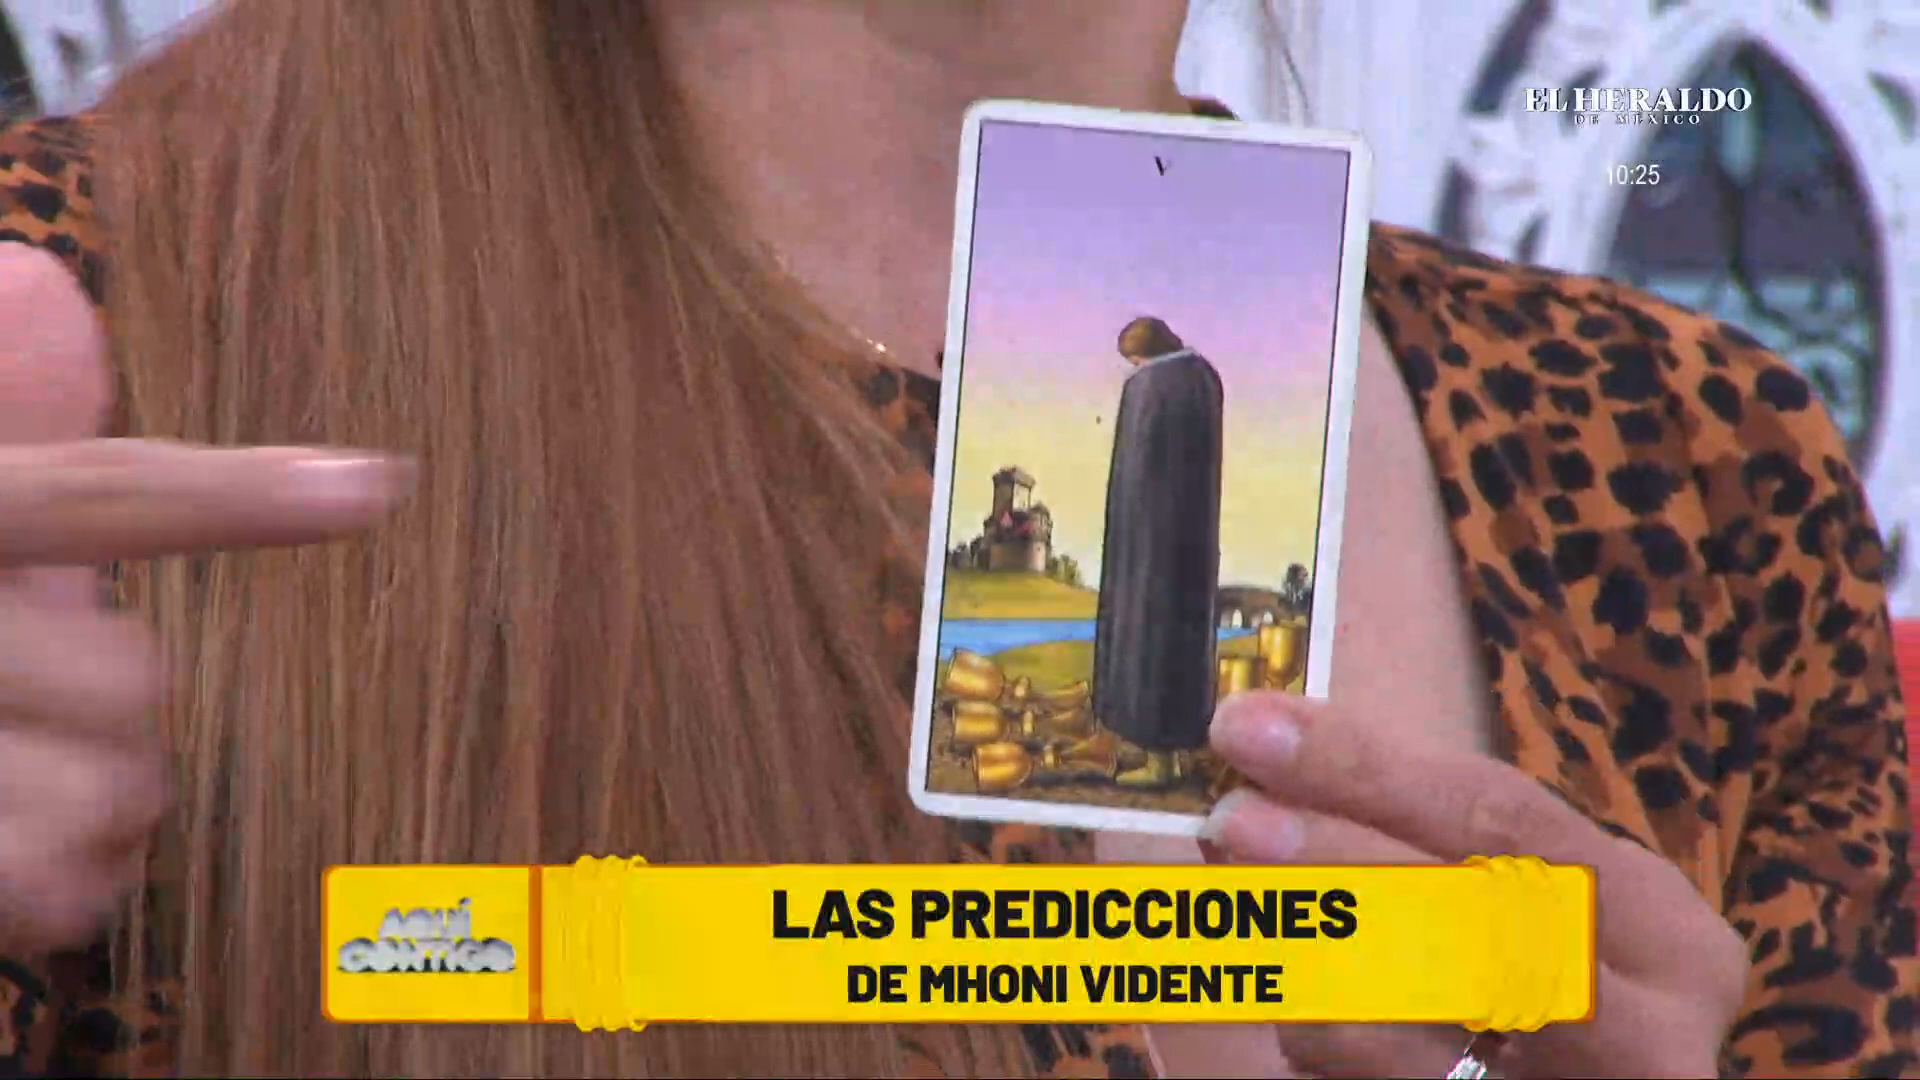 EL HERALDO
DE MÉXICO
10:25
V
AQUÍ
CONTIGO
LAS PREDICCIONES
DE MHONI VIDENTE